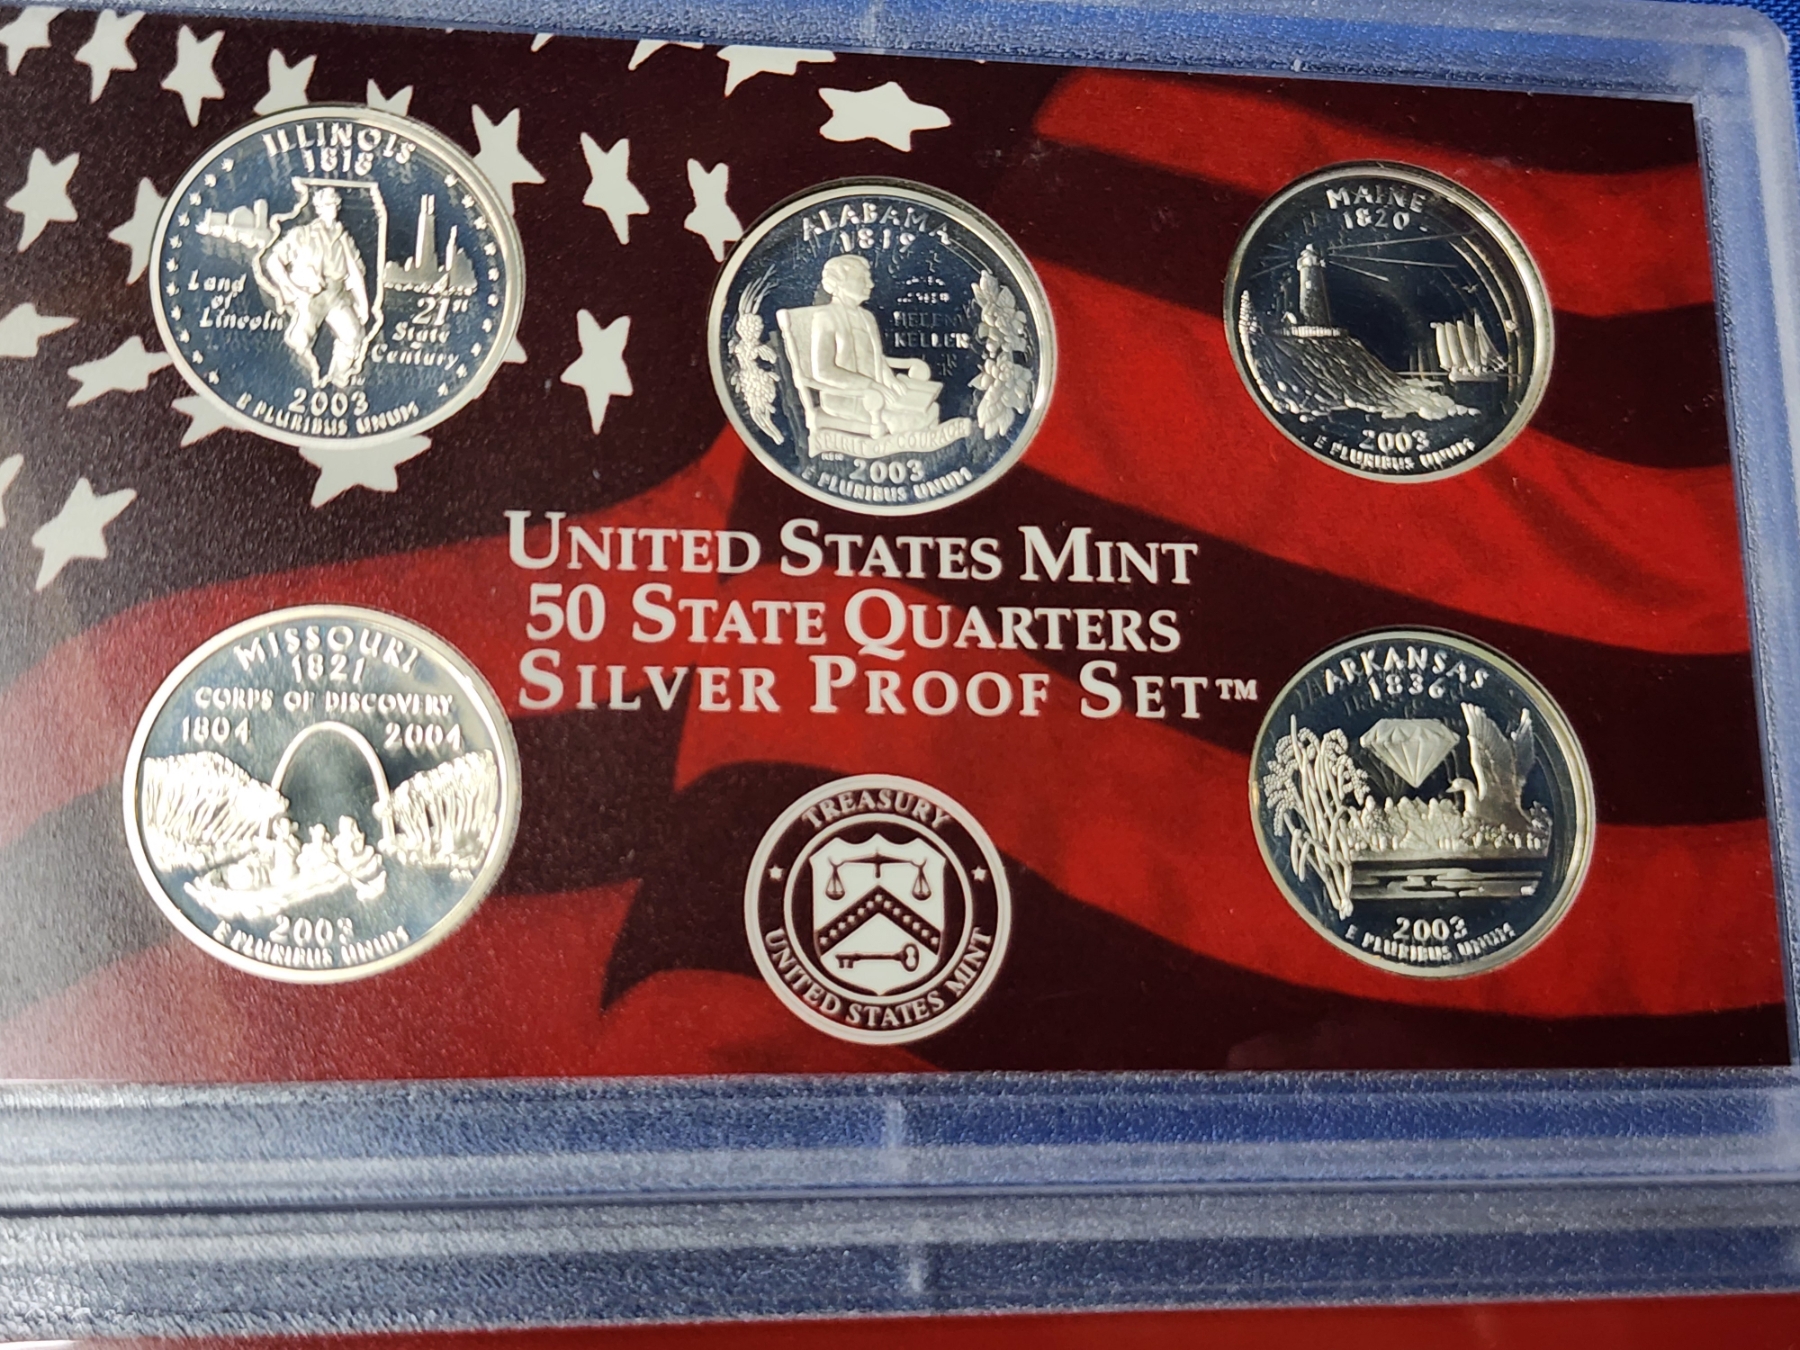 ILLINOIS
1818
Land
of
Lincoln
21st
State
Century
2003
E PLURIBUS UNUM
ALABAMA
1819
HELEN
KELLER
SPIRIT OF COURAGE
2003
E PLURIBUS UNUM
MAINE
1820
2003
E PLURIBUS UNUM
UNITED STATES MINT
50 STATE QUARTERS
SILVER PROOF SET™
MISSOURI
1821
CORPS OF DISCOVERY
1804 2004
2003
E PLURIBUS UNUM
TREASURY
UNITED STATES MINT
ARKANSAS
1836
2003
E PLURIBUS UNUM